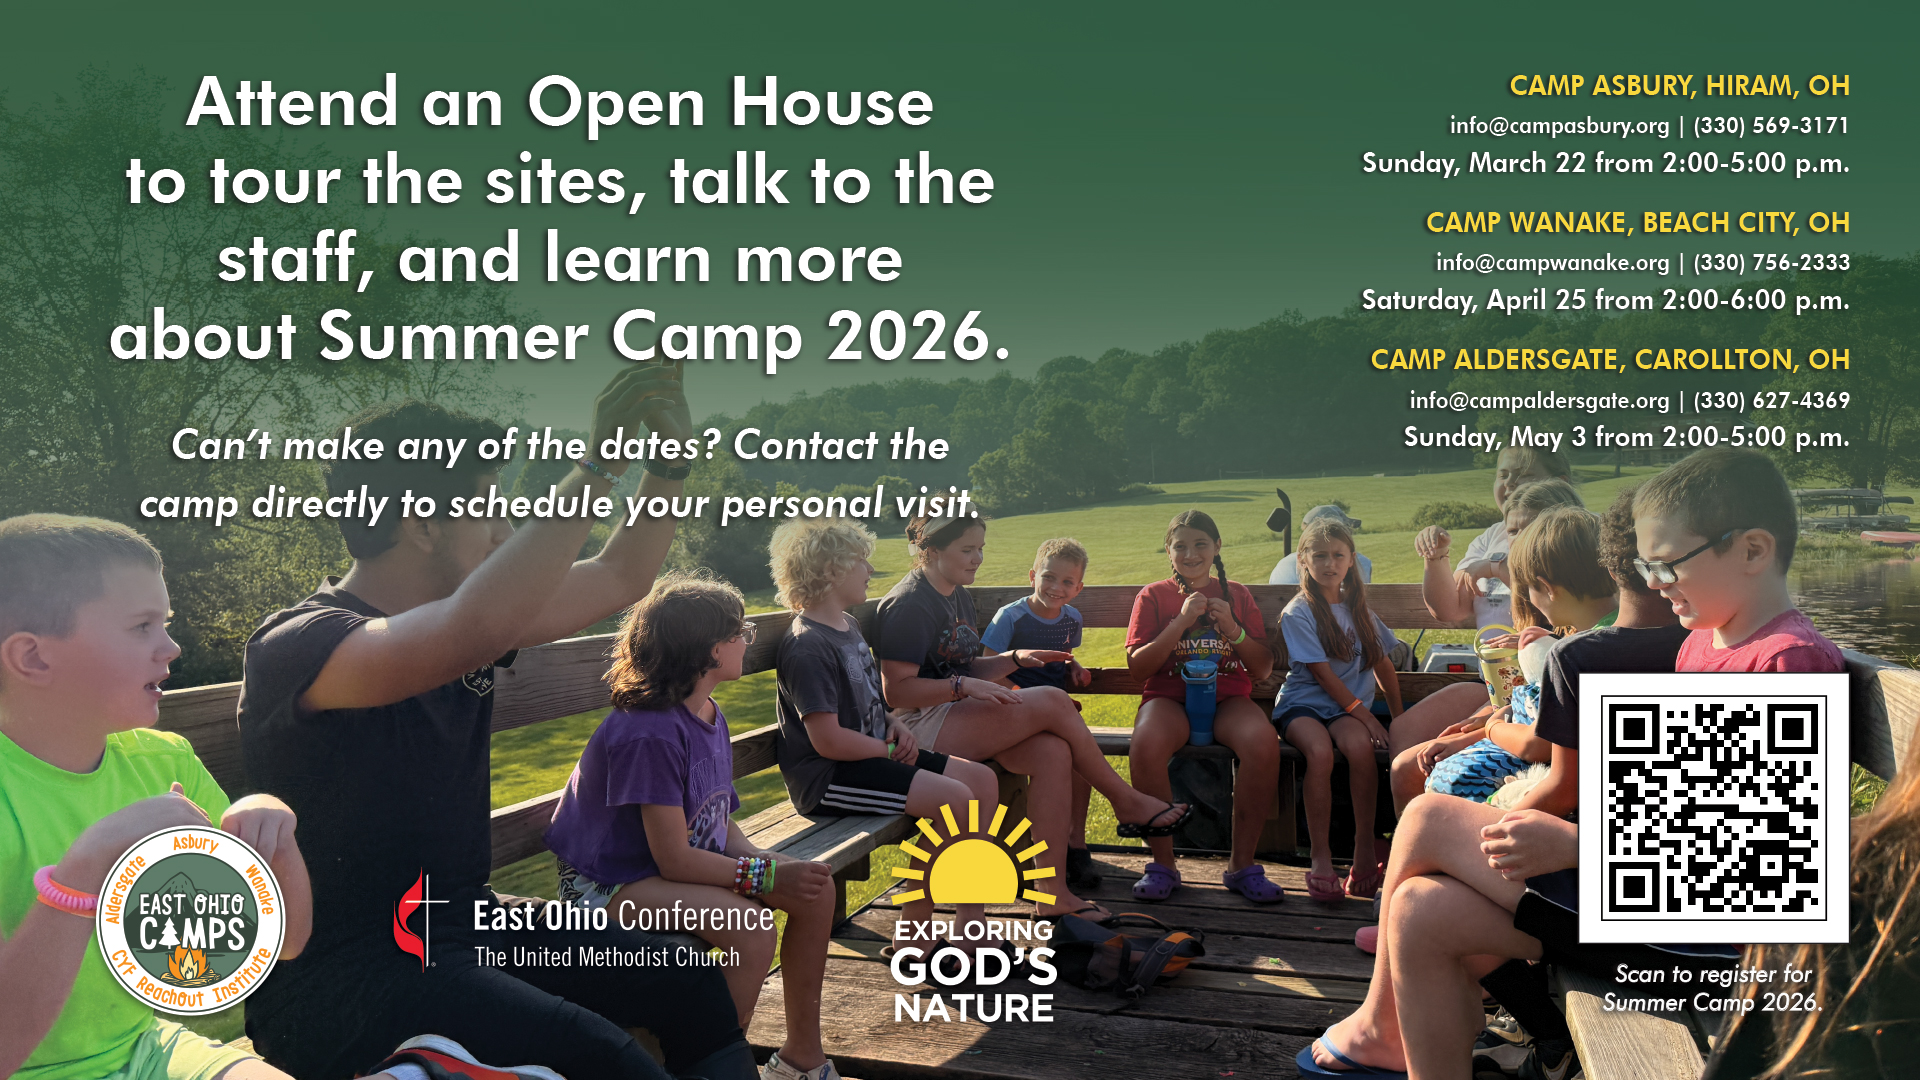 Attend an Open House
to tour the sites, talk to the
staff, and learn more
about Summer Camp 2026.
Can't make any of the dates? Contact the
camp directly to schedule your personal visit.
CAMP ASBURY, HIRAM, OH
info@campasbury.org | (330) 569-3171
Sunday, March 22 from 2:00-5:00 p.m.
CAMP WANAKE, BEACH CITY, OH
info@campwanake.org | (330) 756-2333
Saturday, April 25 from 2:00-6:00 p.m.
CAMP ALDERSGATE, CAROLLTON, OH
info@campaldersgate.org | (330) 627-4369
Sunday, May 3 from 2:00-5:00 p.m.
UNIVERSA
ORLANDO RESORT
Aldersgate Asbury Wanake
EAST OHIO
CAMPS
CYF Reachout Institute
East Ohio Conference
The United Methodist Church
EXPLORING
GOD'S
NATURE
Scan to register for
Summer Camp 2026.